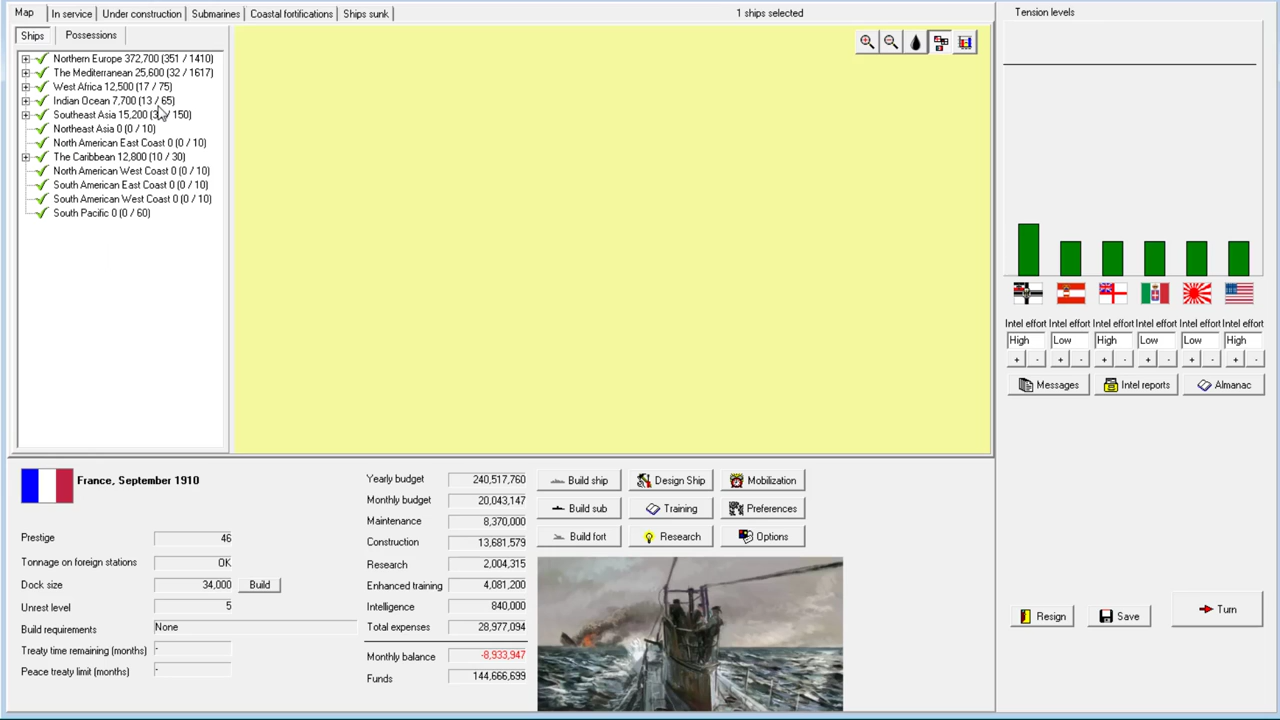 Map
In service
Under construction
Submarines
Coastal fortifications
Ships sunk
1 ships selected
Tension levels
Ships
Possessions
Northern Europe 372,700 (351 / 1410)
The Mediterranean 25,600 (32 / 1617)
West Africa 12,500 (17 / 75)
Indian Ocean 7,700 (13 / 65)
Southeast Asia 15,200 (3 / 150)
Northeast Asia 0 (0 / 10)
North American East Coast 0 (0 / 10)
The Caribbean 12,800 (10 / 30)
North American West Coast 0 (0 / 10)
South American East Coast 0 (0 / 10)
South American West Coast 0 (0 / 10)
South Pacific 0 (0 / 60)
Intel effort Intel effort Intel effort Intel effort Intel effort Intel effort
High Low High Low Low High
+ - + - + - + - + - + -
Messages
Intel reports
Almanac
France, September 1910
Prestige 46
Tonnage on foreign stations OK
Dock size 34,000 Build
Unrest level 5
Build requirements None
Treaty time remaining (months) -
Peace treaty limit (months) -
Yearly budget 240,517,760
Monthly budget 20,043,147
Maintenance 8,370,000
Construction 13,681,579
Research 2,004,315
Enhanced training 4,081,200
Intelligence 840,000
Total expenses 28,977,094
Monthly balance -8,933,947
Funds 144,666,699
Build ship
Design Ship
Mobilization
Build sub
Training
Preferences
Build fort
Research
Options
Resign
Save
Turn